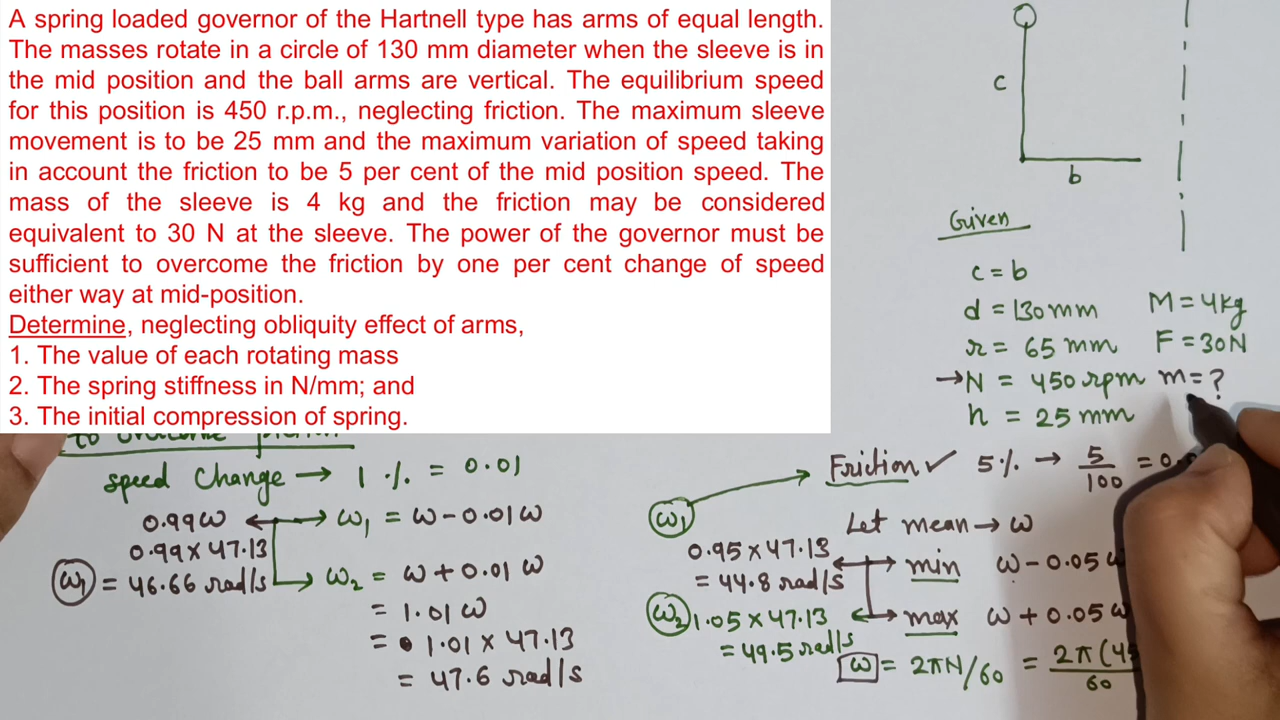 A spring loaded governor of the Hartnell type has arms of equal length.
The masses rotate in a circle of 130 mm diameter when the sleeve is in
the mid position and the ball arms are vertical. The equilibrium speed
for this position is 450 r.p.m., neglecting friction. The maximum sleeve
movement is to be 25 mm and the maximum variation of speed taking
in account the friction to be 5 per cent of the mid position speed. The
mass of the sleeve is 4 kg and the friction may be considered
equivalent to 30 N at the sleeve. The power of the governor must be
sufficient to overcome the friction by one per cent change of speed
either way at mid-position.
Determine, neglecting obliquity effect of arms,
1. The value of each rotating mass
2. The spring stiffness in N/mm; and
3. The initial compression of spring.
c
b
Given
c = b
d = 130 mm M = 4 kg
r = 65 mm F = 30 N
→ N = 450 rpm m = ?
h = 25 mm
to overcome friction
speed Change → 1 % = 0.01
0.99ω ↔ ω₁ = ω - 0.01ω
0.99 × 47.13
ω₁ = 46.66 rad/s
ω₂ = ω + 0.01 ω
= 1.01 ω
= 1.01 × 47.13
= 47.6 rad/s
ω₁ → Friction ✓ 5% → 5/100 = 0.
Let mean → ω
0.95 × 47.13 ↔ min ω - 0.05
= 44.8 rad/s
ω₂ 1.05 × 47.13 ↔ max ω + 0.05ω
= 49.5 rad/s
ω = 2πN/60 = 2π(45/60